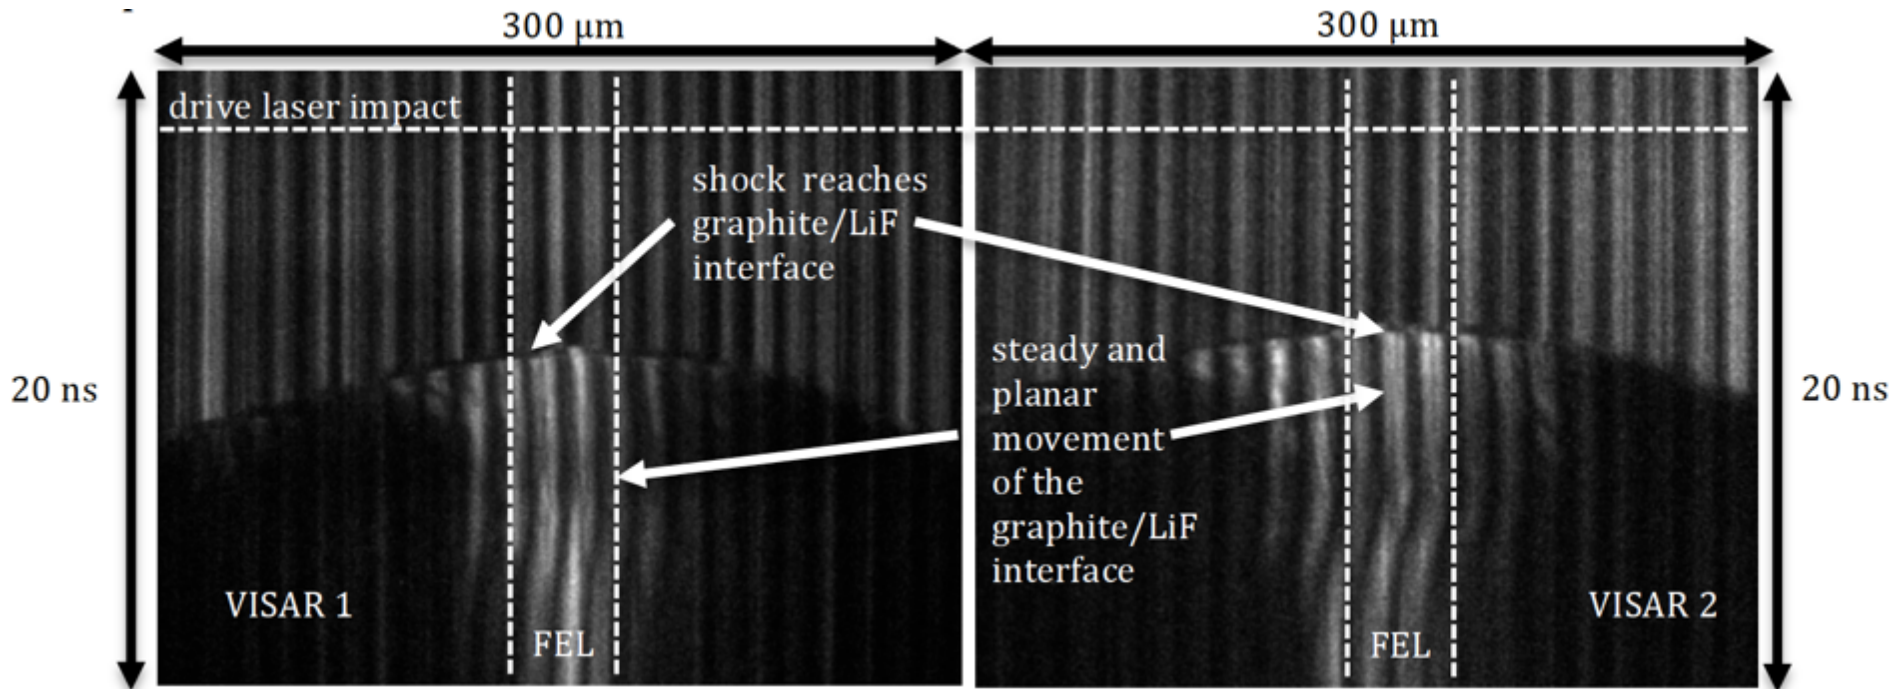 300 µm
300 µm
drive laser impact
shock reaches
graphite/LiF
interface
steady and
planar
movement
of the
graphite/LiF
interface
20 ns
20 ns
VISAR 1
VISAR 2
FEL
FEL